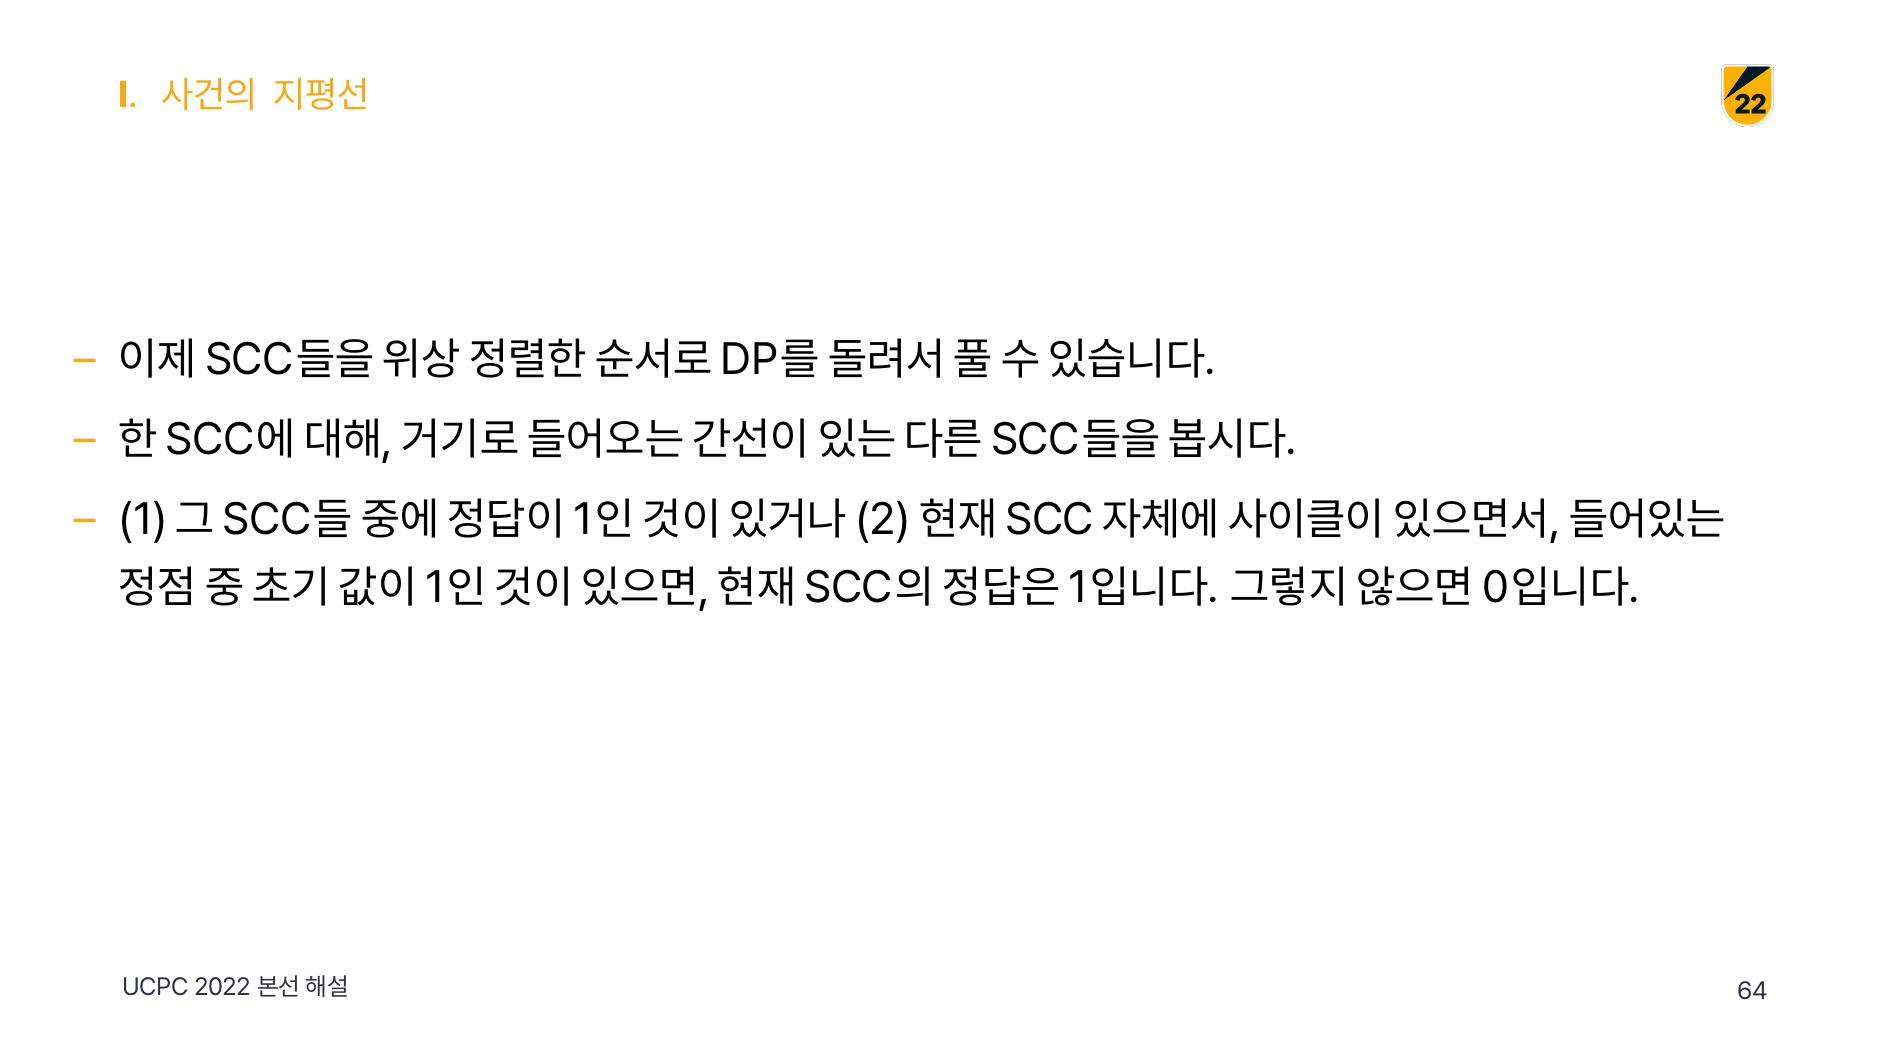 I. 사건의 지평선
22
– 이제 SCC들을 위상 정렬한 순서로 DP를 돌려서 풀 수 있습니다.
– 한 SCC에 대해, 거기로 들어오는 간선이 있는 다른 SCC들을 봅시다.
– (1) 그 SCC들 중에 정답이 1인 것이 있거나 (2) 현재 SCC 자체에 사이클이 있으면서, 들어있는
정점 중 초기 값이 1인 것이 있으면, 현재 SCC의 정답은 1입니다. 그렇지 않으면 0입니다.
UCPC 2022 본선 해설
64